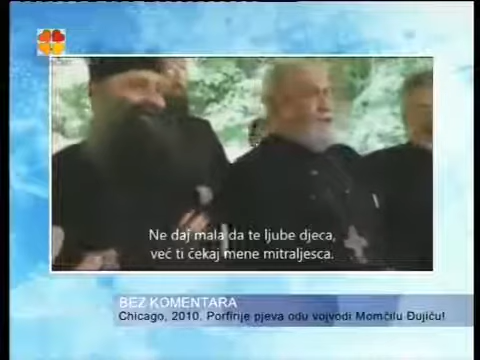 Ne daj mala da te ljube djeca,
već ti čekaj mene mitraljesca.
BEZ KOMENTARA
Chicago, 2010. Porfirije pjeva odu vojvodi Momčilu Đujiću!